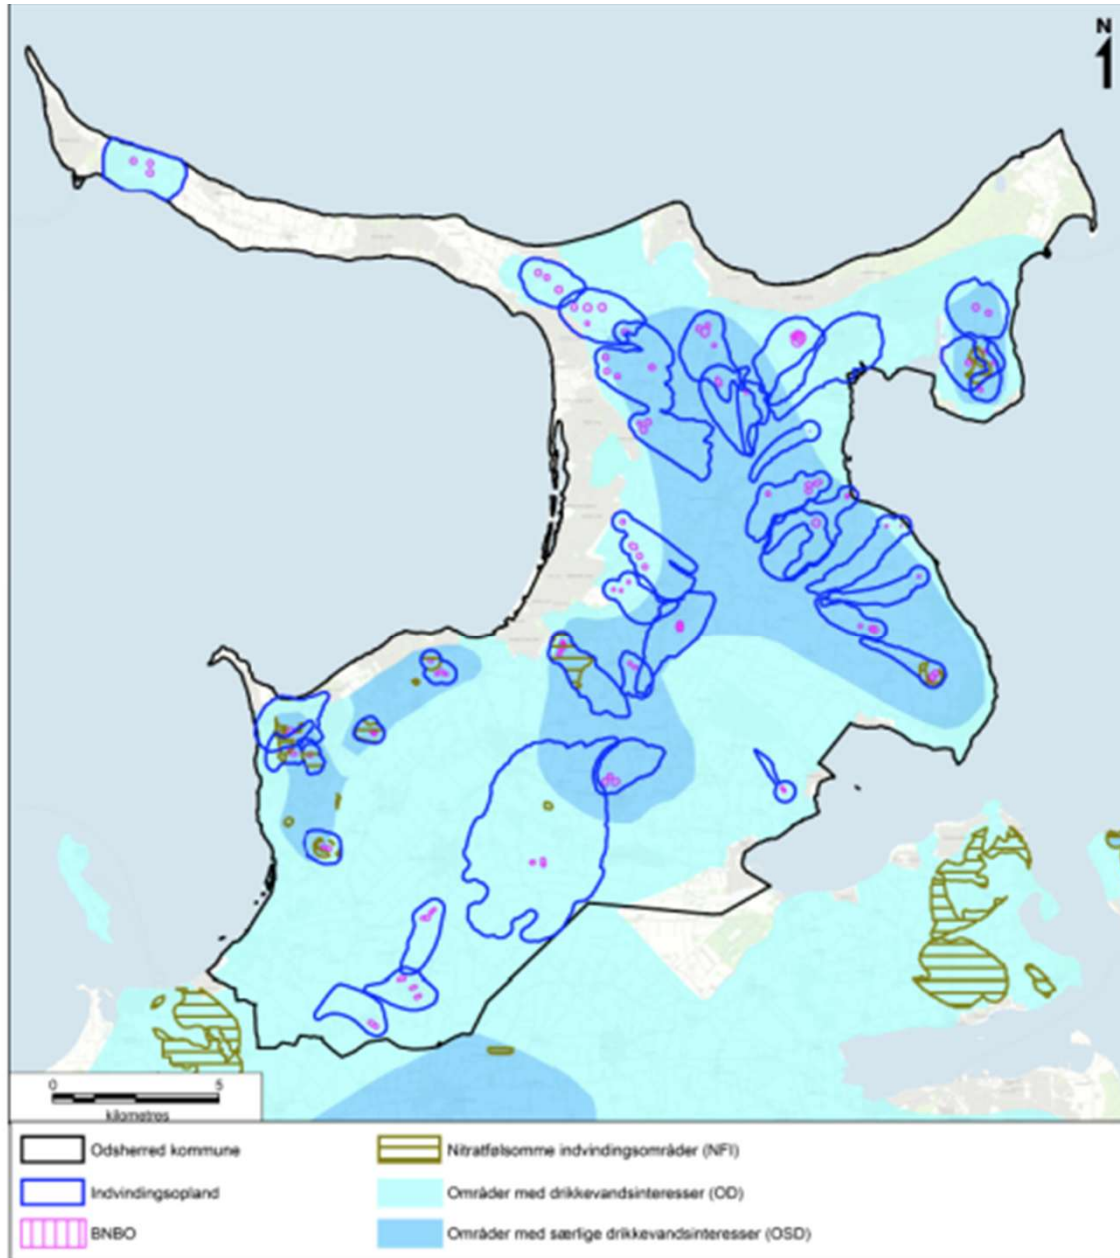 N
0 5
kilometres
Odsherred kommune
Indvindingsopland
BNBO
Nitratfølsomme indvindingsområder (NFI)
Områder med drikkevandsinteresser (OD)
Områder med særlige drikkevandsinteresser (OSD)